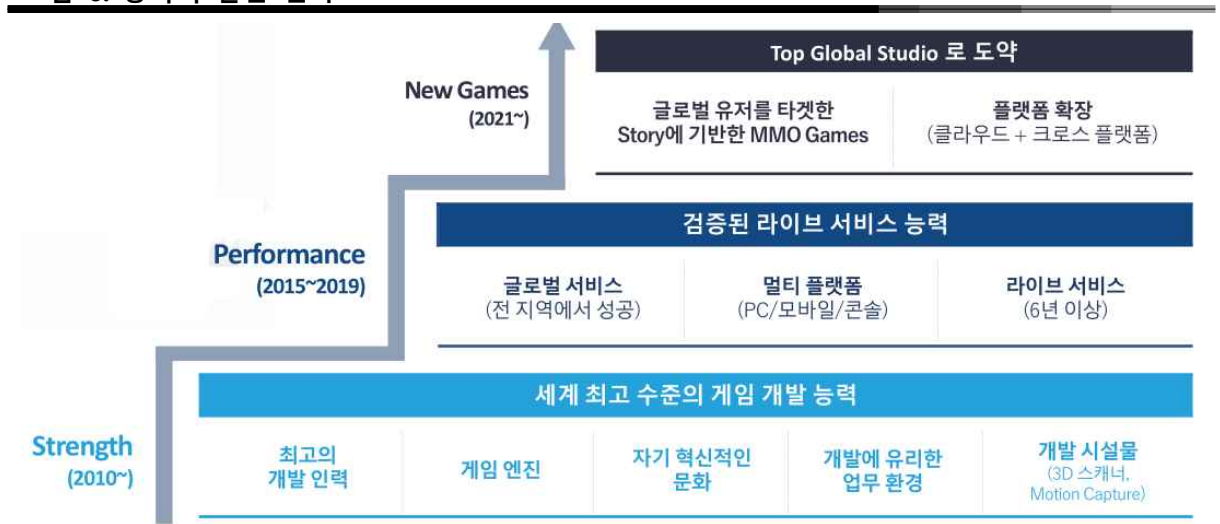 Top Global Studio 로 도약
New Games
(2021~)
글로벌 유저를 타겟한
Story에 기반한 MMO Games
플랫폼 확장
(클라우드 + 크로스 플랫폼)
검증된 라이브 서비스 능력
Performance
(2015~2019)
글로벌 서비스
(전 지역에서 성공)
멀티 플랫폼
(PC/모바일/콘솔)
라이브 서비스
(6년 이상)
세계 최고 수준의 게임 개발 능력
Strength
(2010~)
최고의
개발 인력
게임 엔진
자기 혁신적인
문화
개발에 유리한
업무 환경
개발 시설물
(3D 스캐너,
Motion Capture)